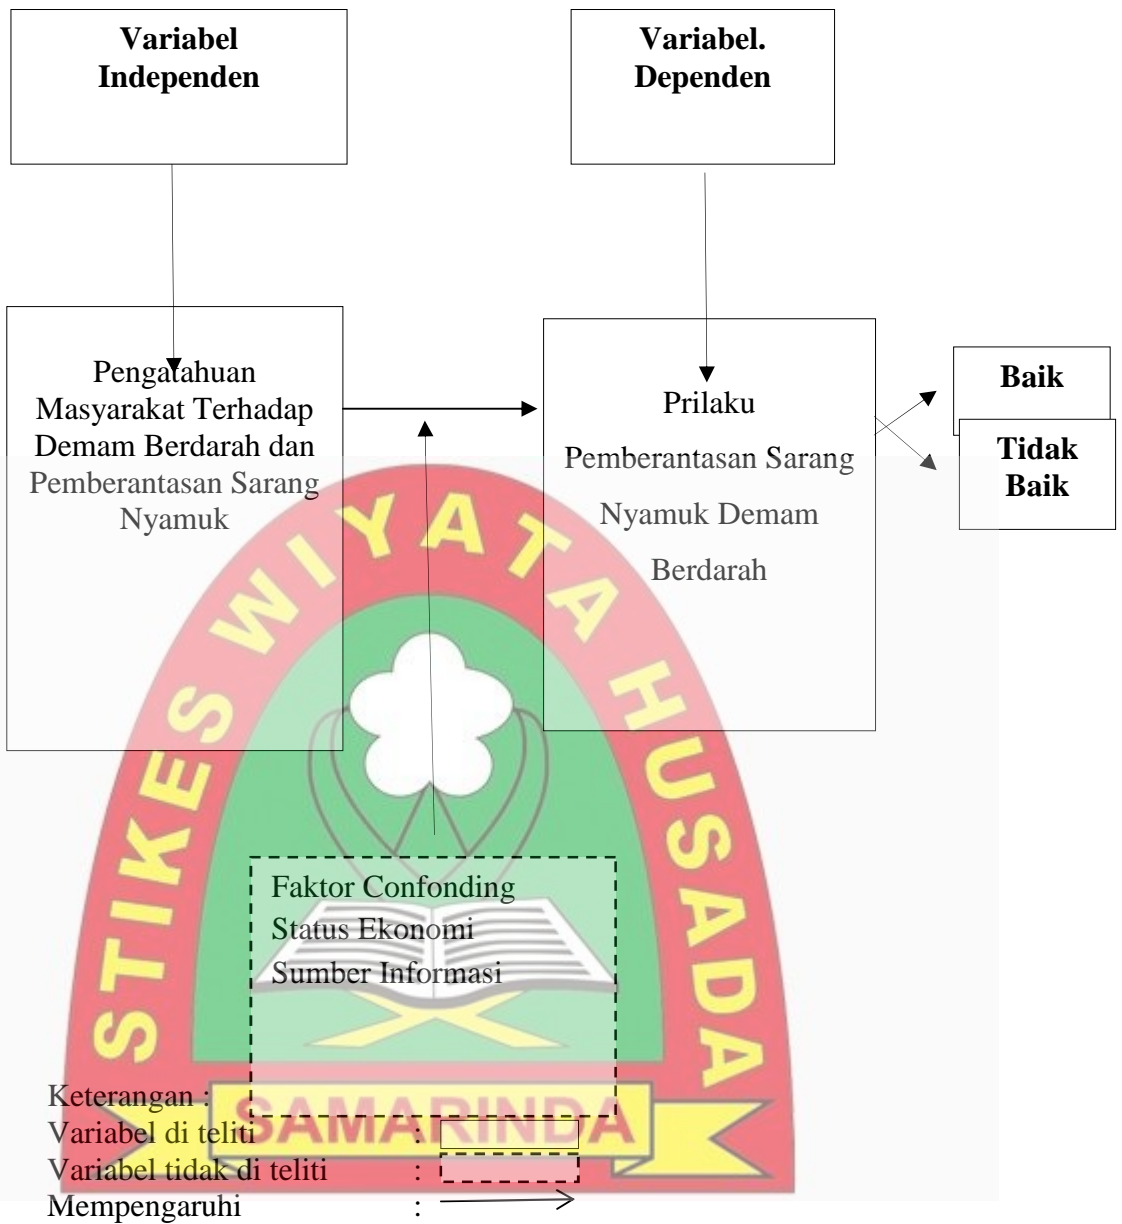 Variabel
Independen
Variabel.
Dependen
Pengatahuan
Masyarakat Terhadap
Demam Berdarah dan
Pemberantasan Sarang
Nyamuk
Prilaku
Pemberantasan Sarang
Nyamuk Demam
Berdarah
Baik
Tidak
Baik
STIKES WIYATA HUSADA
Faktor Confonding
Status Ekonomi
Sumber Informasi
SAMARINDA
Keterangan :
Variabel di teliti :
Variabel tidak di teliti :
Mempengaruhi :